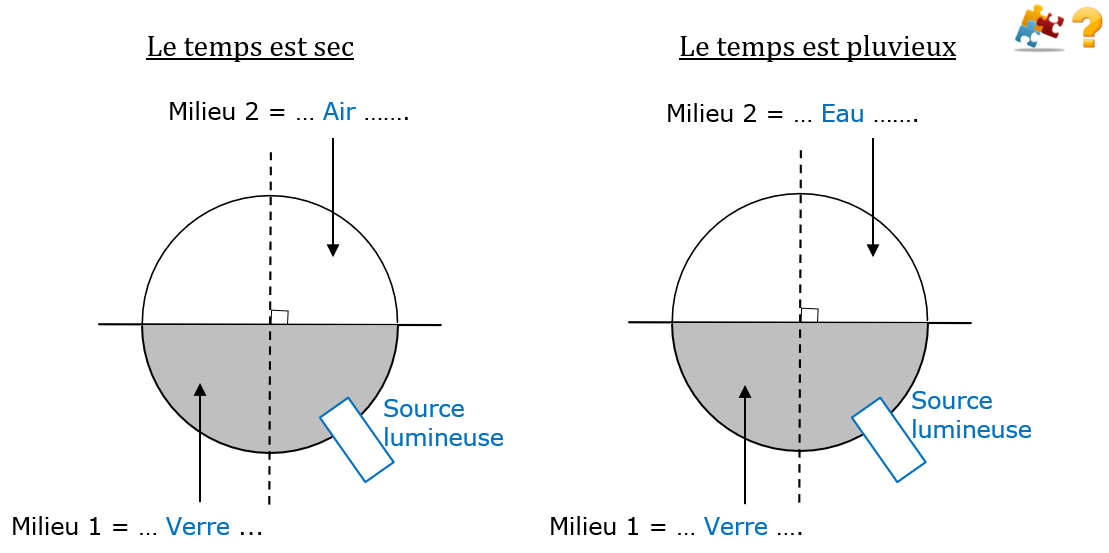 Le temps est sec
Milieu 2 = … Air …….
Source
lumineuse
Milieu 1 = … Verre …
Le temps est pluvieux
Milieu 2 = … Eau …….
Source
lumineuse
Milieu 1 = … Verre ….